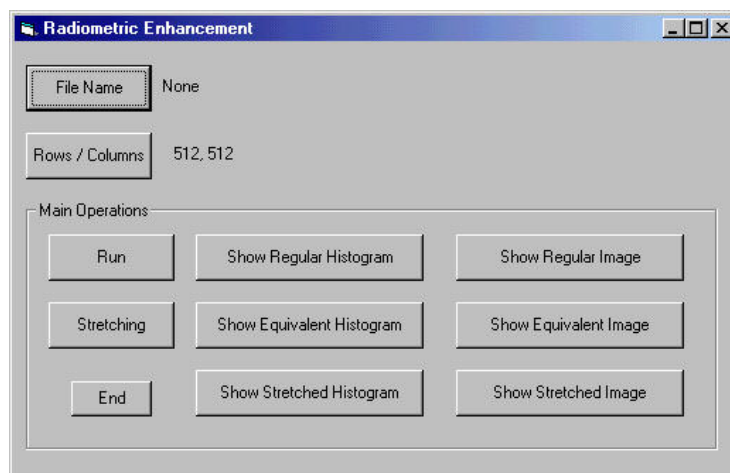 Radiometric Enhancement
File Name None
Rows / Columns 512, 512
Main Operations
Run Show Regular Histogram Show Regular Image
Stretching Show Equivalent Histogram Show Equivalent Image
End Show Stretched Histogram Show Stretched Image